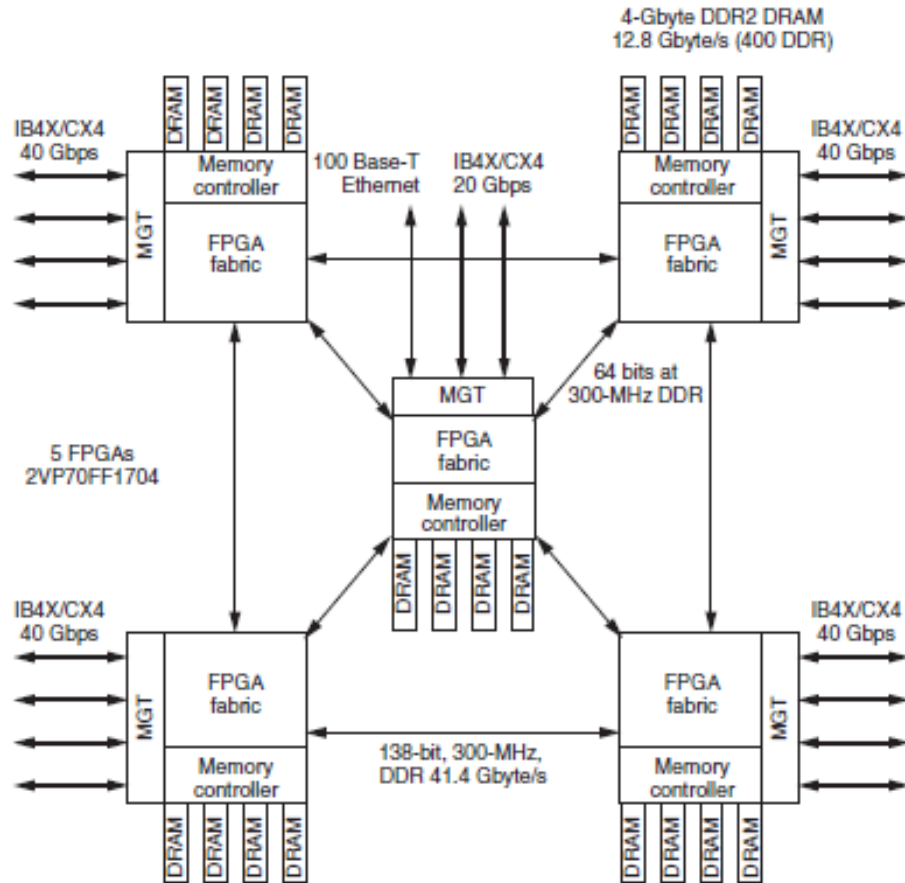 4-Gbyte DDR2 DRAM
12.8 Gbyte/s (400 DDR)
DRAM DRAM DRAM DRAM
DRAM DRAM DRAM DRAM
IB4X/CX4
40 Gbps
Memory
controller
MGT
FPGA
fabric
100 Base-T
Ethernet
IB4X/CX4
20 Gbps
Memory
controller
FPGA
fabric
MGT
IB4X/CX4
40 Gbps
64 bits at
300-MHz DDR
MGT
FPGA
fabric
Memory
controller
DRAM DRAM DRAM DRAM
5 FPGAs
2VP70FF1704
IB4X/CX4
40 Gbps
MGT
FPGA
fabric
Memory
controller
DRAM DRAM DRAM DRAM
138-bit, 300-MHz,
DDR 41.4 Gbyte/s
IB4X/CX4
40 Gbps
FPGA
fabric
MGT
Memory
controller
DRAM DRAM DRAM DRAM